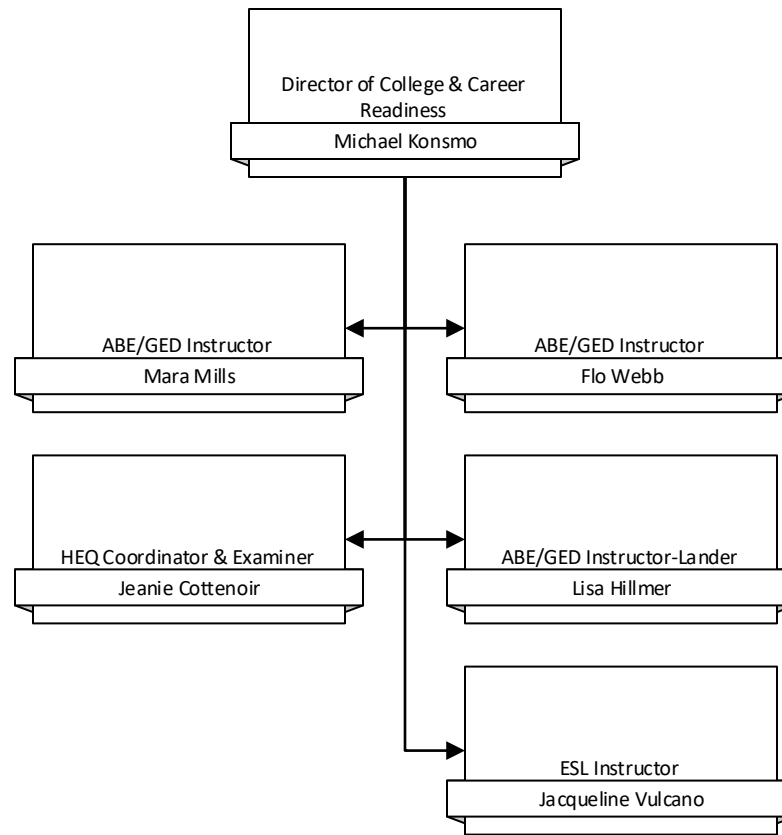 Director of College & Career
Readiness
Michael Konsmo
ABE/GED Instructor
Mara Mills
ABE/GED Instructor
Flo Webb
HEQ Coordinator & Examiner
Jeanie Cottenoir
ABE/GED Instructor-Lander
Lisa Hillmer
ESL Instructor
Jacqueline Vulcano